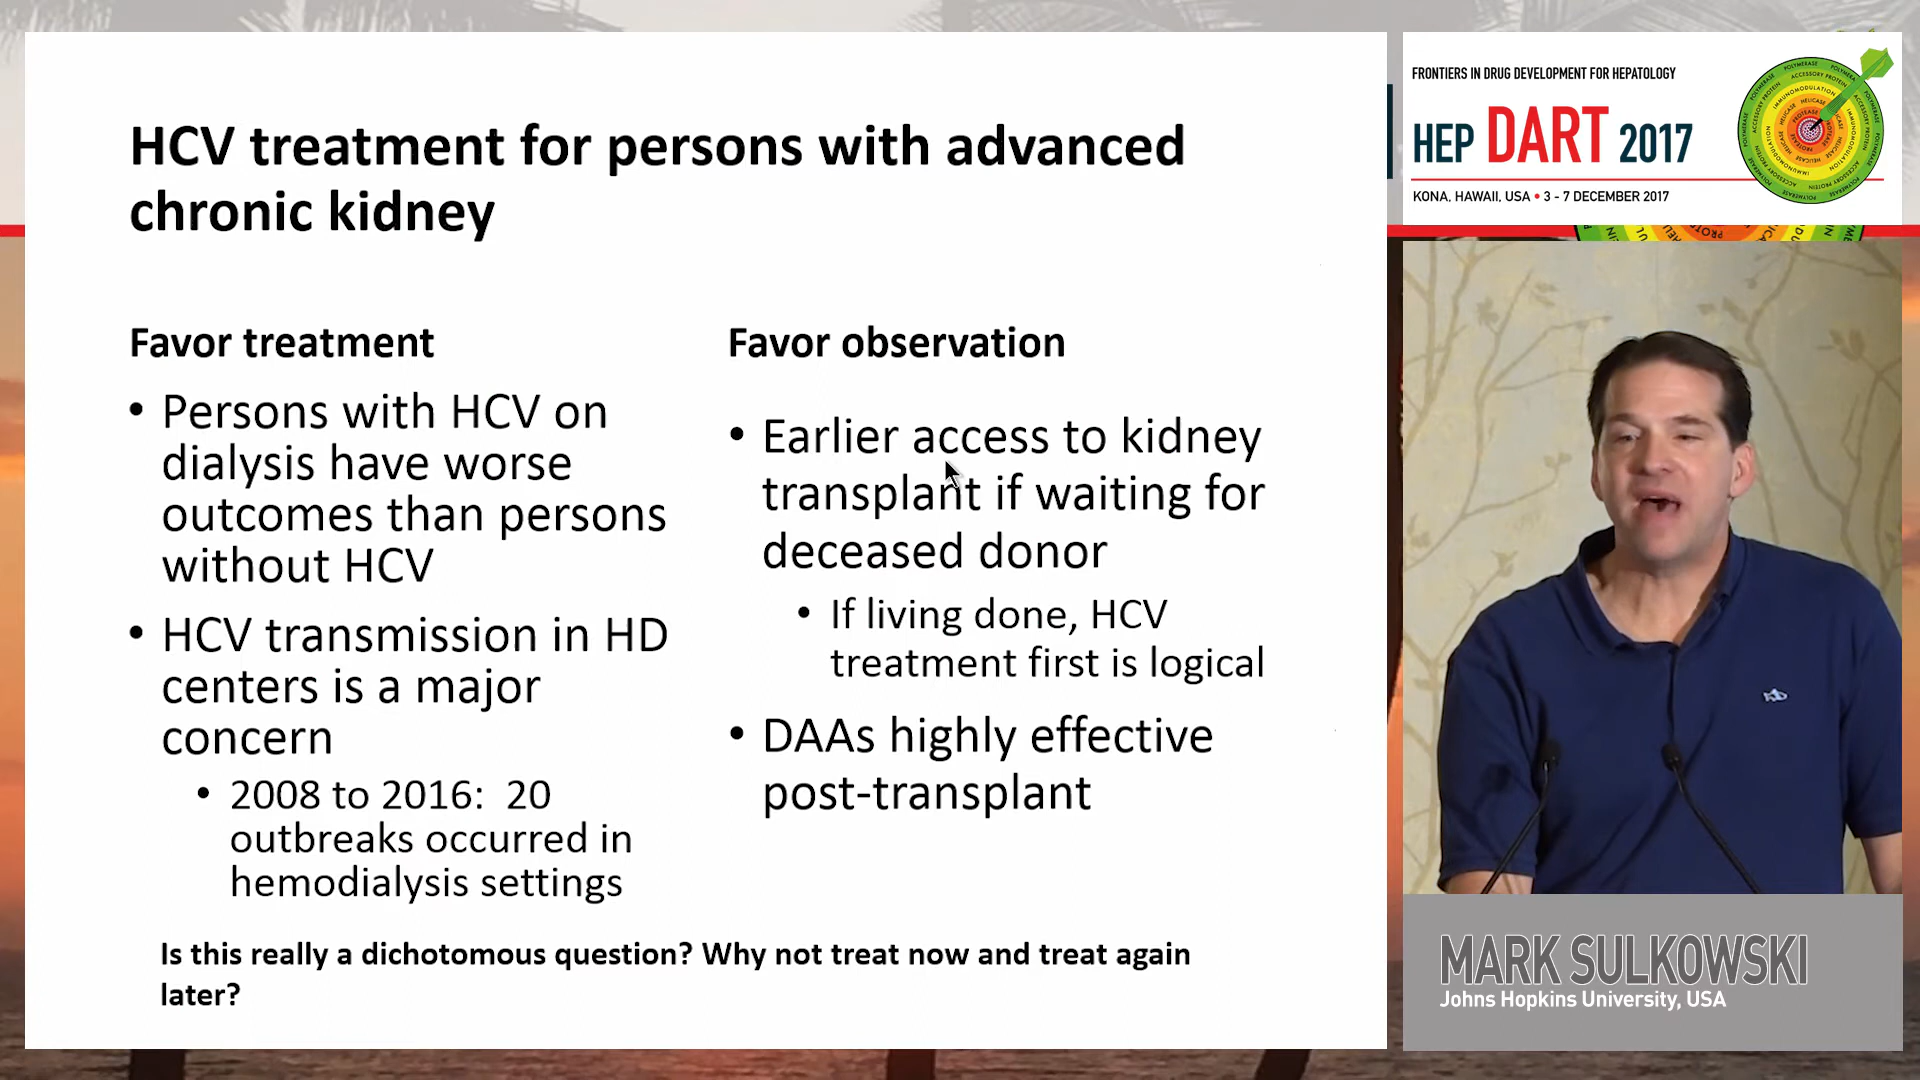 HCV treatment for persons with advanced
chronic kidney
Favor treatment
• Persons with HCV on
dialysis have worse
outcomes than persons
without HCV
• HCV transmission in HD
centers is a major
concern
• 2008 to 2016:  20
outbreaks occurred in
hemodialysis settings
Favor observation
• Earlier access to kidney
transplant if waiting for
deceased donor
• If living done, HCV
treatment first is logical
• DAAs highly effective
post-transplant
Is this really a dichotomous question? Why not treat now and treat again
later?
FRONTIERS IN DRUG DEVELOPMENT FOR HEPATOLOGY
HEP DART 2017
KONA, HAWAII, USA • 3 - 7 DECEMBER 2017
MARK SULKOWSKI
Johns Hopkins University, USA